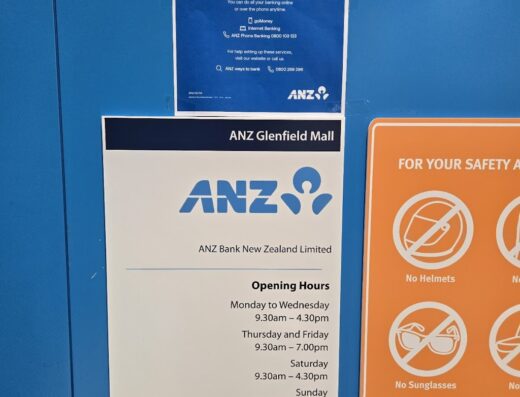 You can do all your banking online
or over the phone anytime.
goMoney
Internet Banking
ANZ Phone Banking 0800 103 123
For help setting up these services,
visit our website or call us
ANZ ways to bank 0800 269 296
ANZ
ANZ Glenfield Mall
ANZ
ANZ Bank New Zealand Limited
Opening Hours
Monday to Wednesday
9.30am – 4.30pm
Thursday and Friday
9.30am – 7.00pm
Saturday
9.30am – 4.30pm
Sunday
FOR YOUR SAFETY A
No Helmets
No Sunglasses
No